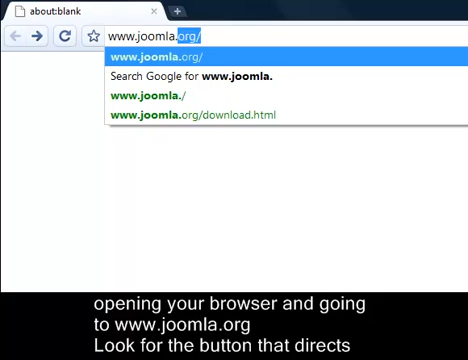 about:blank
www.joomla.org/
www.joomla.org/
Search Google for www.joomla.
www.joomla./
www.joomla.org/download.html
opening your browser and going
to www.joomla.org
Look for the button that directs